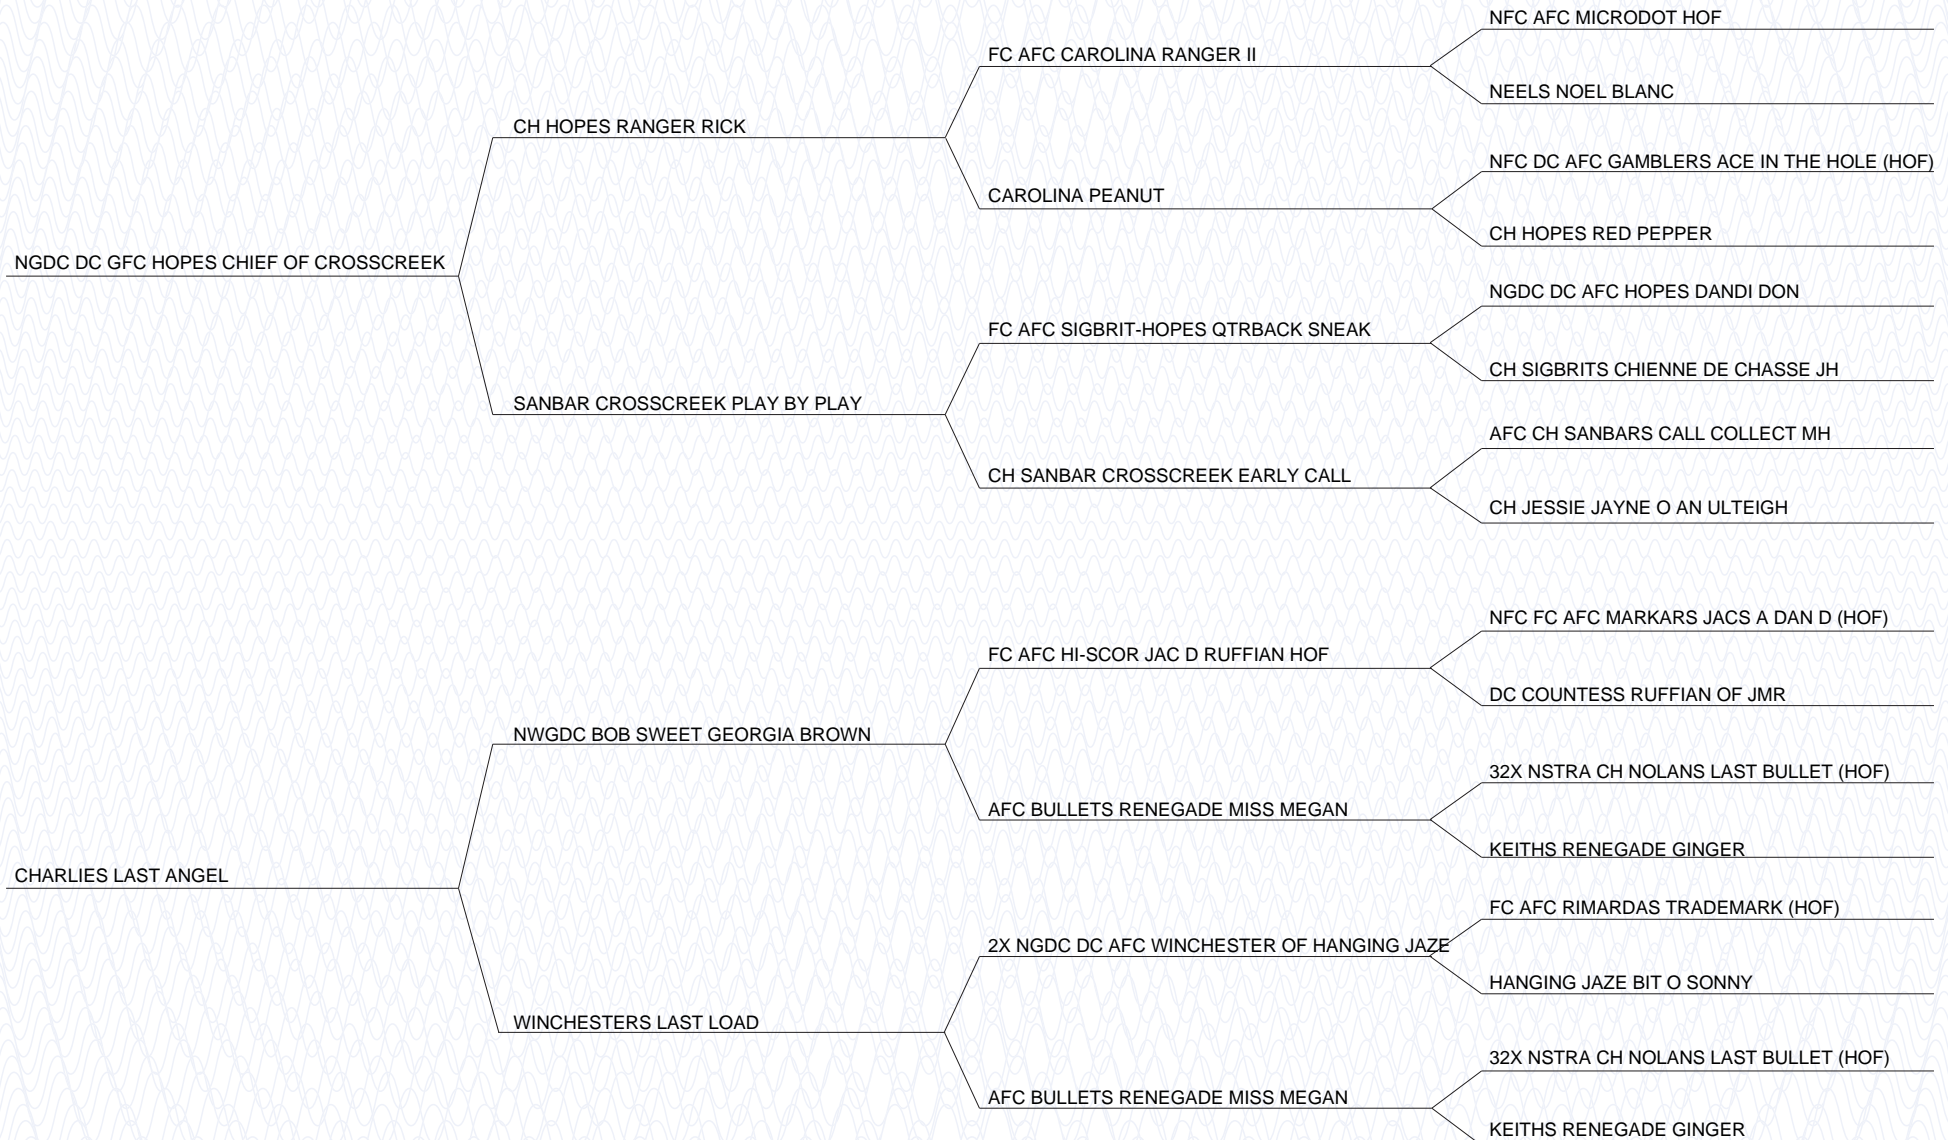 NFC AFC MICRODOT HOF
FC AFC CAROLINA RANGER II
NEELS NOEL BLANC
CH HOPES RANGER RICK
NFC DC AFC GAMBLERS ACE IN THE HOLE (HOF)
CAROLINA PEANUT
CH HOPES RED PEPPER
NGDC DC GFC HOPES CHIEF OF CROSSCREEK
NGDC DC AFC HOPES DANDI DON
FC AFC SIGBRIT-HOPES QTRBACK SNEAK
CH SIGBRITS CHIENNE DE CHASSE JH
SANBAR CROSSCREEK PLAY BY PLAY
AFC CH SANBARS CALL COLLECT MH
CH SANBAR CROSSCREEK EARLY CALL
CH JESSIE JAYNE O AN ULTEIGH
NFC FC AFC MARKARS JACS A DAN D (HOF)
FC AFC HI-SCOR JAC D RUFFIAN HOF
DC COUNTESS RUFFIAN OF JMR
NWGDC BOB SWEET GEORGIA BROWN
32X NSTRA CH NOLANS LAST BULLET (HOF)
AFC BULLETS RENEGADE MISS MEGAN
KEITHS RENEGADE GINGER
CHARLIES LAST ANGEL
FC AFC RIMARDAS TRADEMARK (HOF)
2X NGDC DC AFC WINCHESTER OF HANGING JAZE
HANGING JAZE BIT O SONNY
WINCHESTERS LAST LOAD
32X NSTRA CH NOLANS LAST BULLET (HOF)
AFC BULLETS RENEGADE MISS MEGAN
KEITHS RENEGADE GINGER